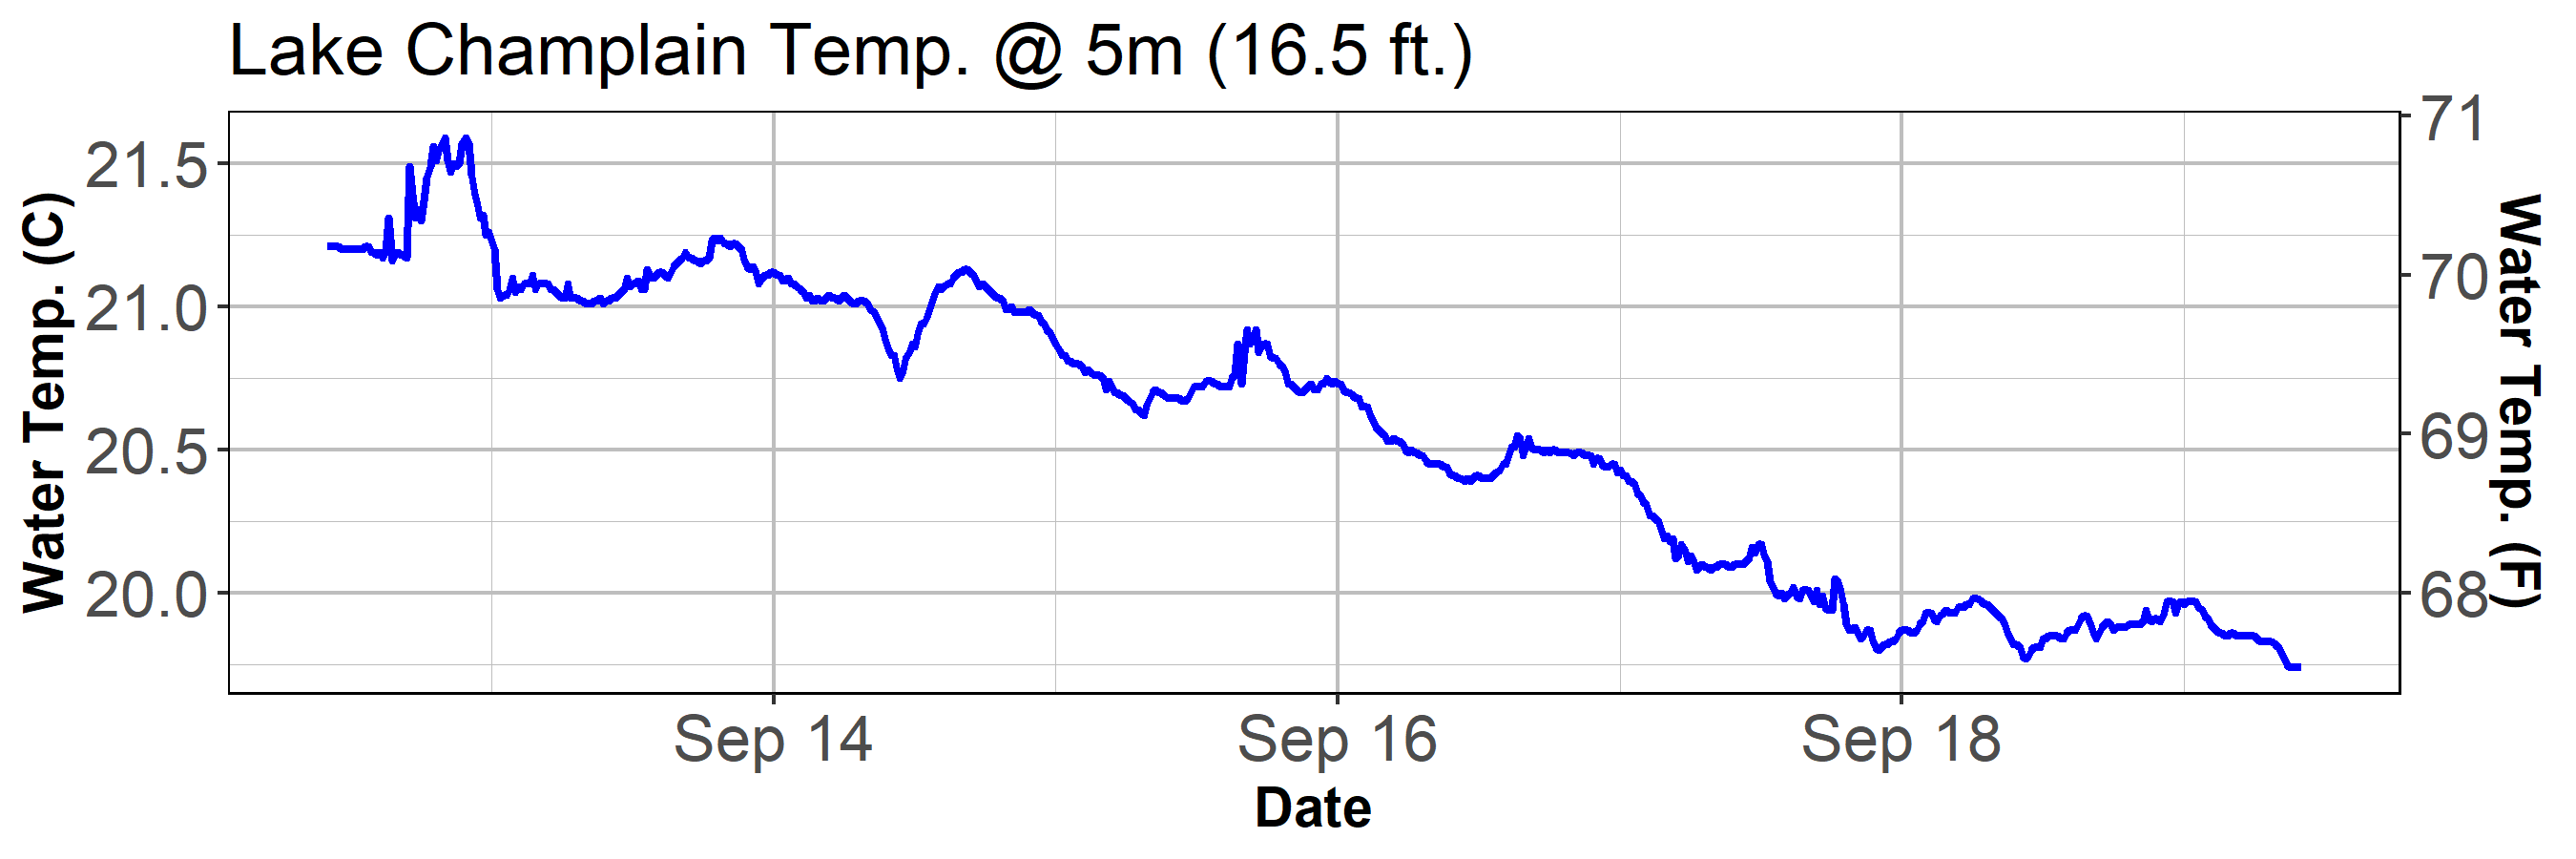 Lake Champlain Temp. @ 5m (16.5 ft.)
Water Temp. (C)
21.5
21.0
20.5
20.0
71
70
69
68
Water Temp. (F)
Sep 14 Sep 16 Sep 18
Date